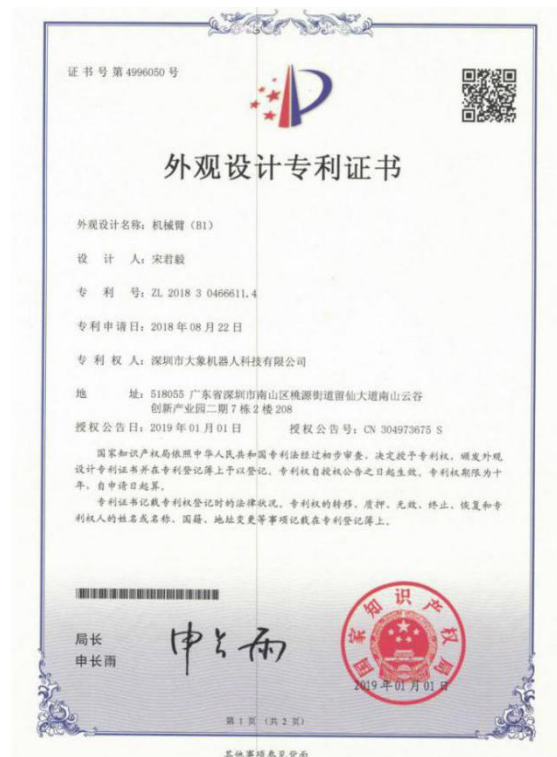 证书号第4996050号
外观设计专利证书
外观设计名称：机械臂（B1）
设 计 人：宋君毅
专 利 号：ZL 2018 3 0466611.4
专利申请日：2018年08月22日
专 利 权 人：深圳市大象机器人科技有限公司
地 址：518055 广东省深圳市南山区桃源街道留仙大道南山云谷
创新产业园二期7栋2楼208
授权公告日：2019年01月01日 授权公告号：CN 304973675 S
国家知识产权局依照中华人民共和国专利法经过初步审查，决定授予专利权，颁发外观
设计专利证书并在专利登记簿上予以登记。专利权自授权公告之日起生效。专利权期限为十
年，自申请日起算。
专利证书记载专利权登记时的法律状况。专利权的转移、质押、无效、终止、恢复和专
利权人的姓名或名称、国籍、地址变更等事项记载在专利登记簿上。
局长
申长雨
申长雨
国家知识产权局
2019年01月01日
第 1 页 （共 2 页）
其他事项参见背面